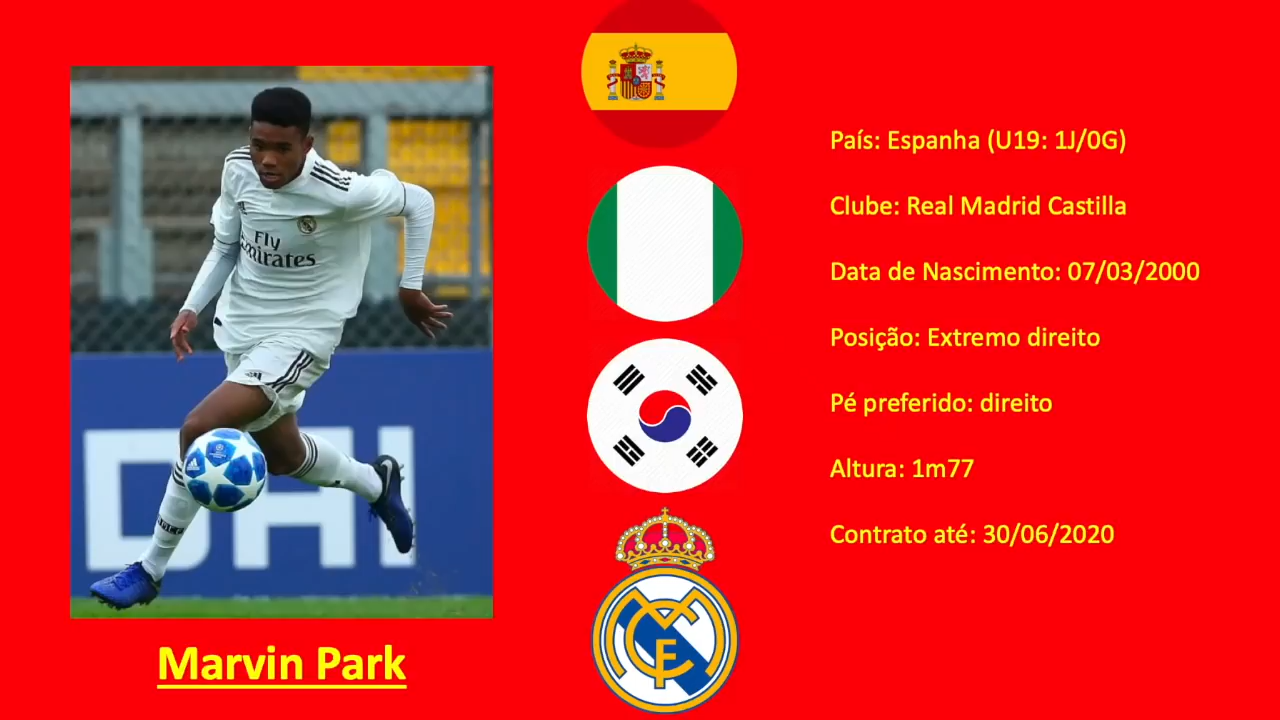 Fly
Emirates
DHL
Marvin Park
País: Espanha (U19: 1J/0G)
Clube: Real Madrid Castilla
Data de Nascimento: 07/03/2000
Posição: Extremo direito
Pé preferido: direito
Altura: 1m77
Contrato até: 30/06/2020